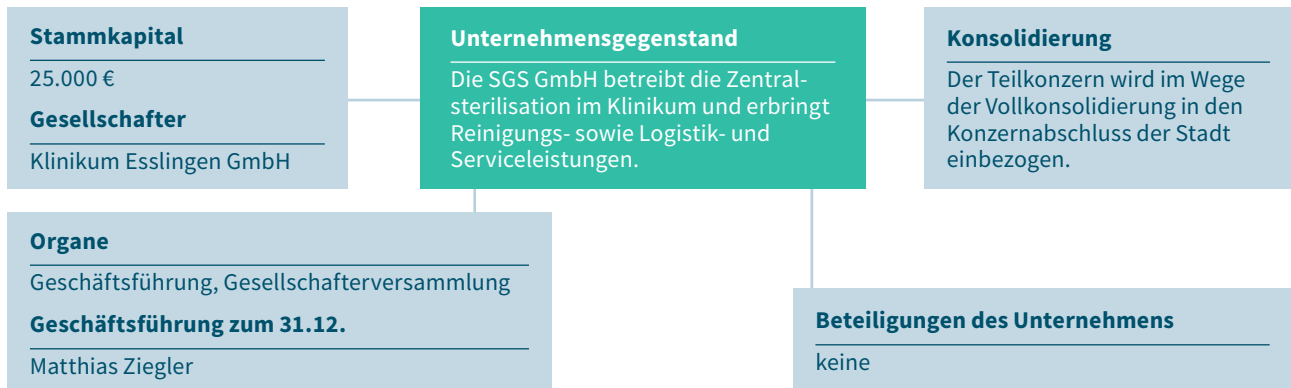 Stammkapital
25.000 €
Gesellschafter
Klinikum Esslingen GmbH
Unternehmensgegenstand
Die SGS GmbH betreibt die Zentral-
sterilisation im Klinikum und erbringt
Reinigungs- sowie Logistik- und
Serviceleistungen.
Konsolidierung
Der Teilkonzern wird im Wege
der Vollkonsolidierung in den
Konzernabschluss der Stadt
einbezogen.
Organe
Geschäftsführung, Gesellschafterversammlung
Geschäftsführung zum 31.12.
Matthias Ziegler
Beteiligungen des Unternehmens
keine